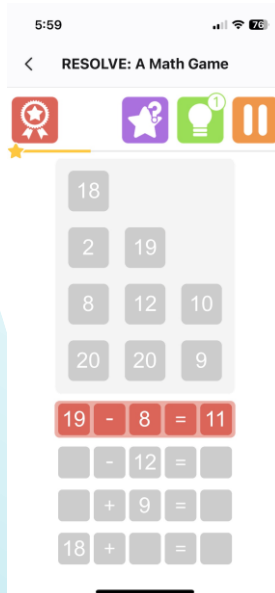 5:59 76
RESOLVE: A Math Game
? 1
18
2 19
8 12 10
20 20 9
19 - 8 = 11
- 12 =
+ 9 =
18 + =